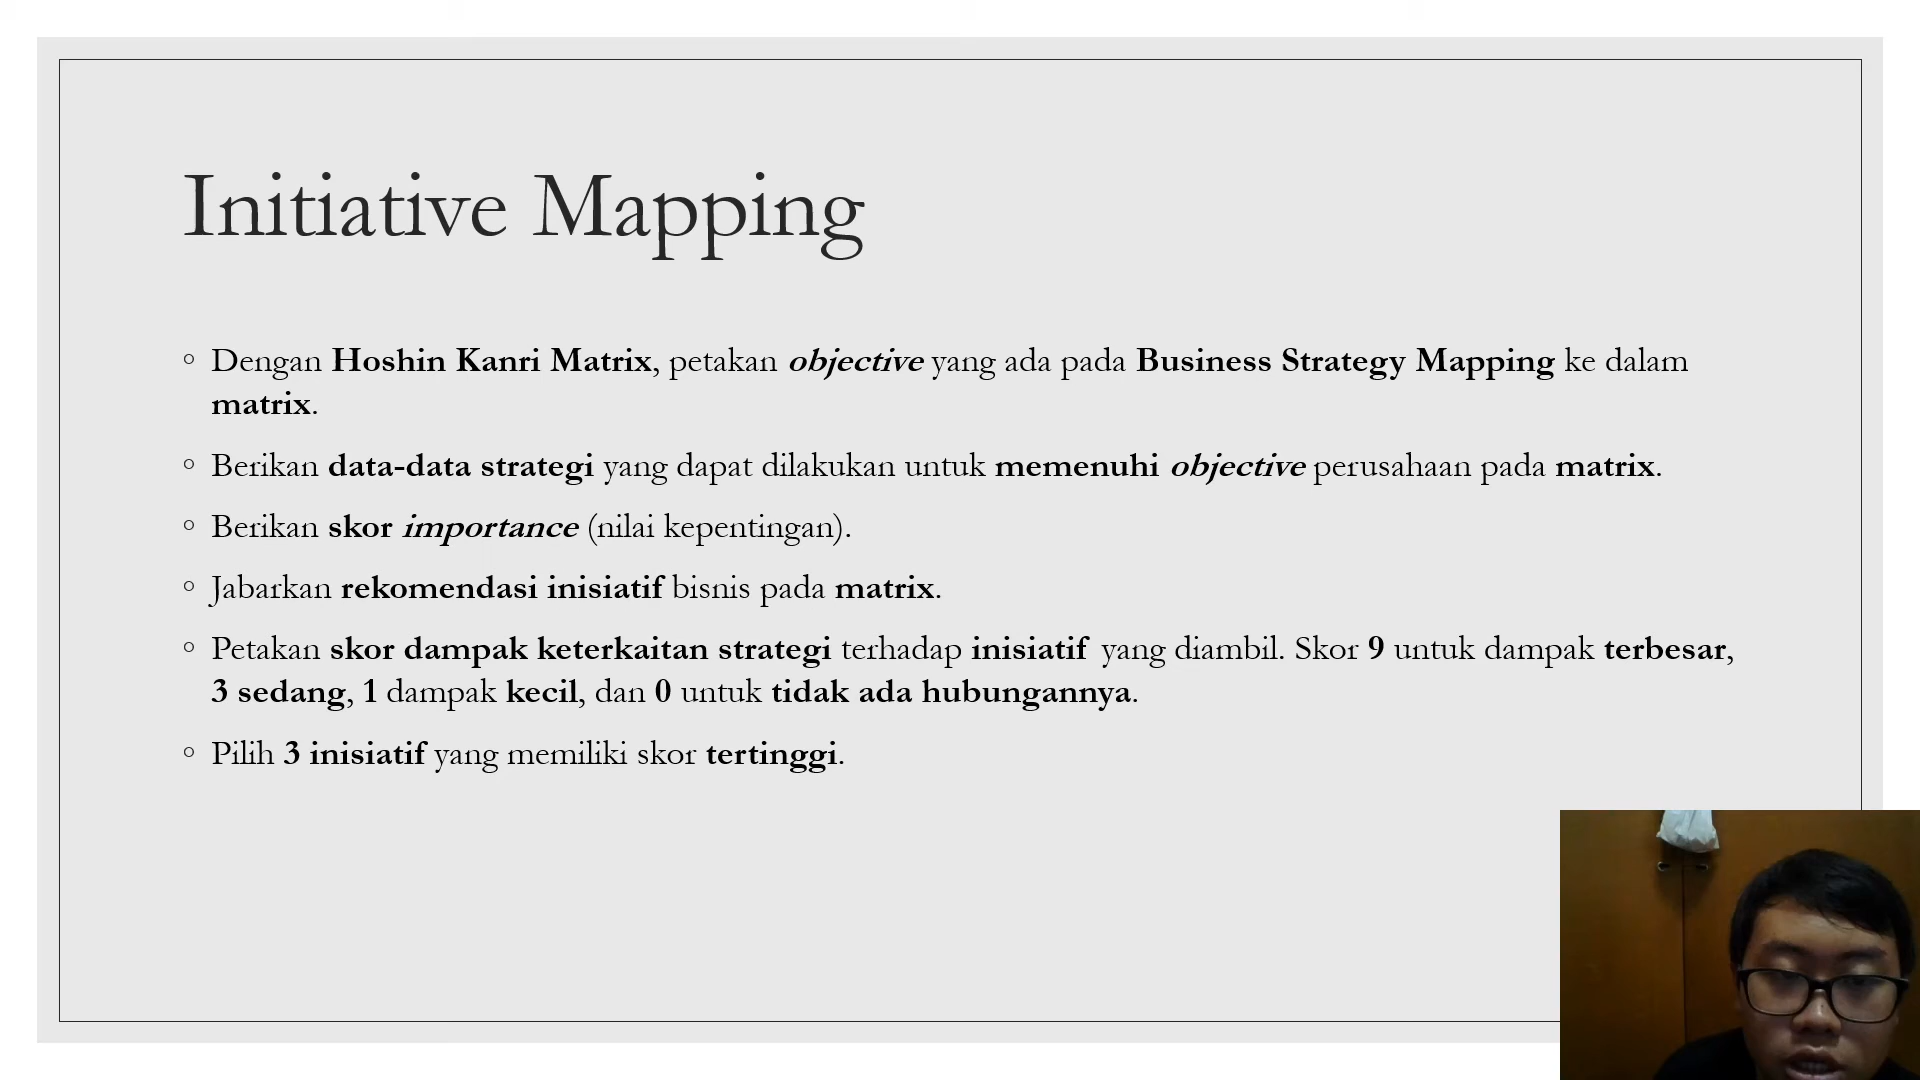 Initiative Mapping
◦ Dengan Hoshin Kanri Matrix, petakan objective yang ada pada Business Strategy Mapping ke dalam
matrix.
◦ Berikan data-data strategi yang dapat dilakukan untuk memenuhi objective perusahaan pada matrix.
◦ Berikan skor importance (nilai kepentingan).
◦ Jabarkan rekomendasi inisiatif bisnis pada matrix.
◦ Petakan skor dampak keterkaitan strategi terhadap inisiatif yang diambil. Skor 9 untuk dampak terbesar,
3 sedang, 1 dampak kecil, dan 0 untuk tidak ada hubungannya.
◦ Pilih 3 inisiatif yang memiliki skor tertinggi.